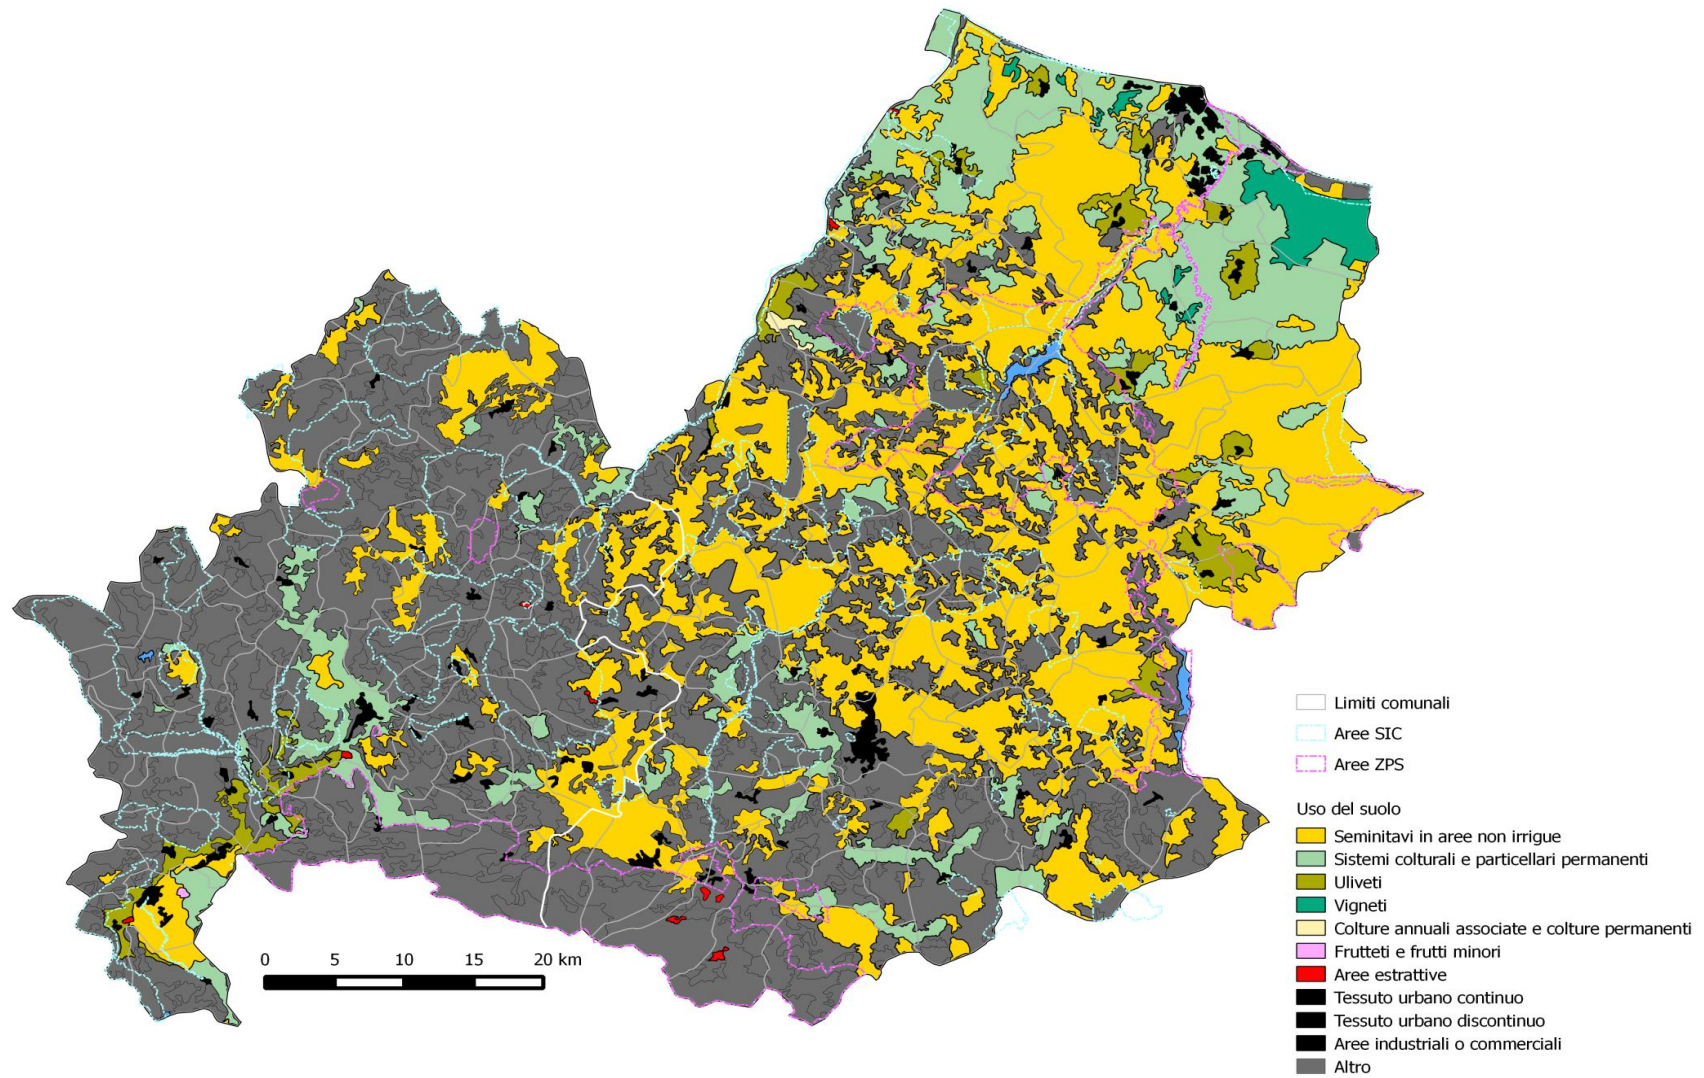 Limiti comunali
Aree SIC
Aree ZPS
Uso del suolo
Seminitavi in aree non irrigue
Sistemi colturali e particellari permanenti
Uliveti
Vigneti
Colture annuali associate e colture permanenti
Frutteti e frutti minori
Aree estrattive
Tessuto urbano continuo
Tessuto urbano discontinuo
Aree industriali o commerciali
Altro
0 5 10 15 20 km